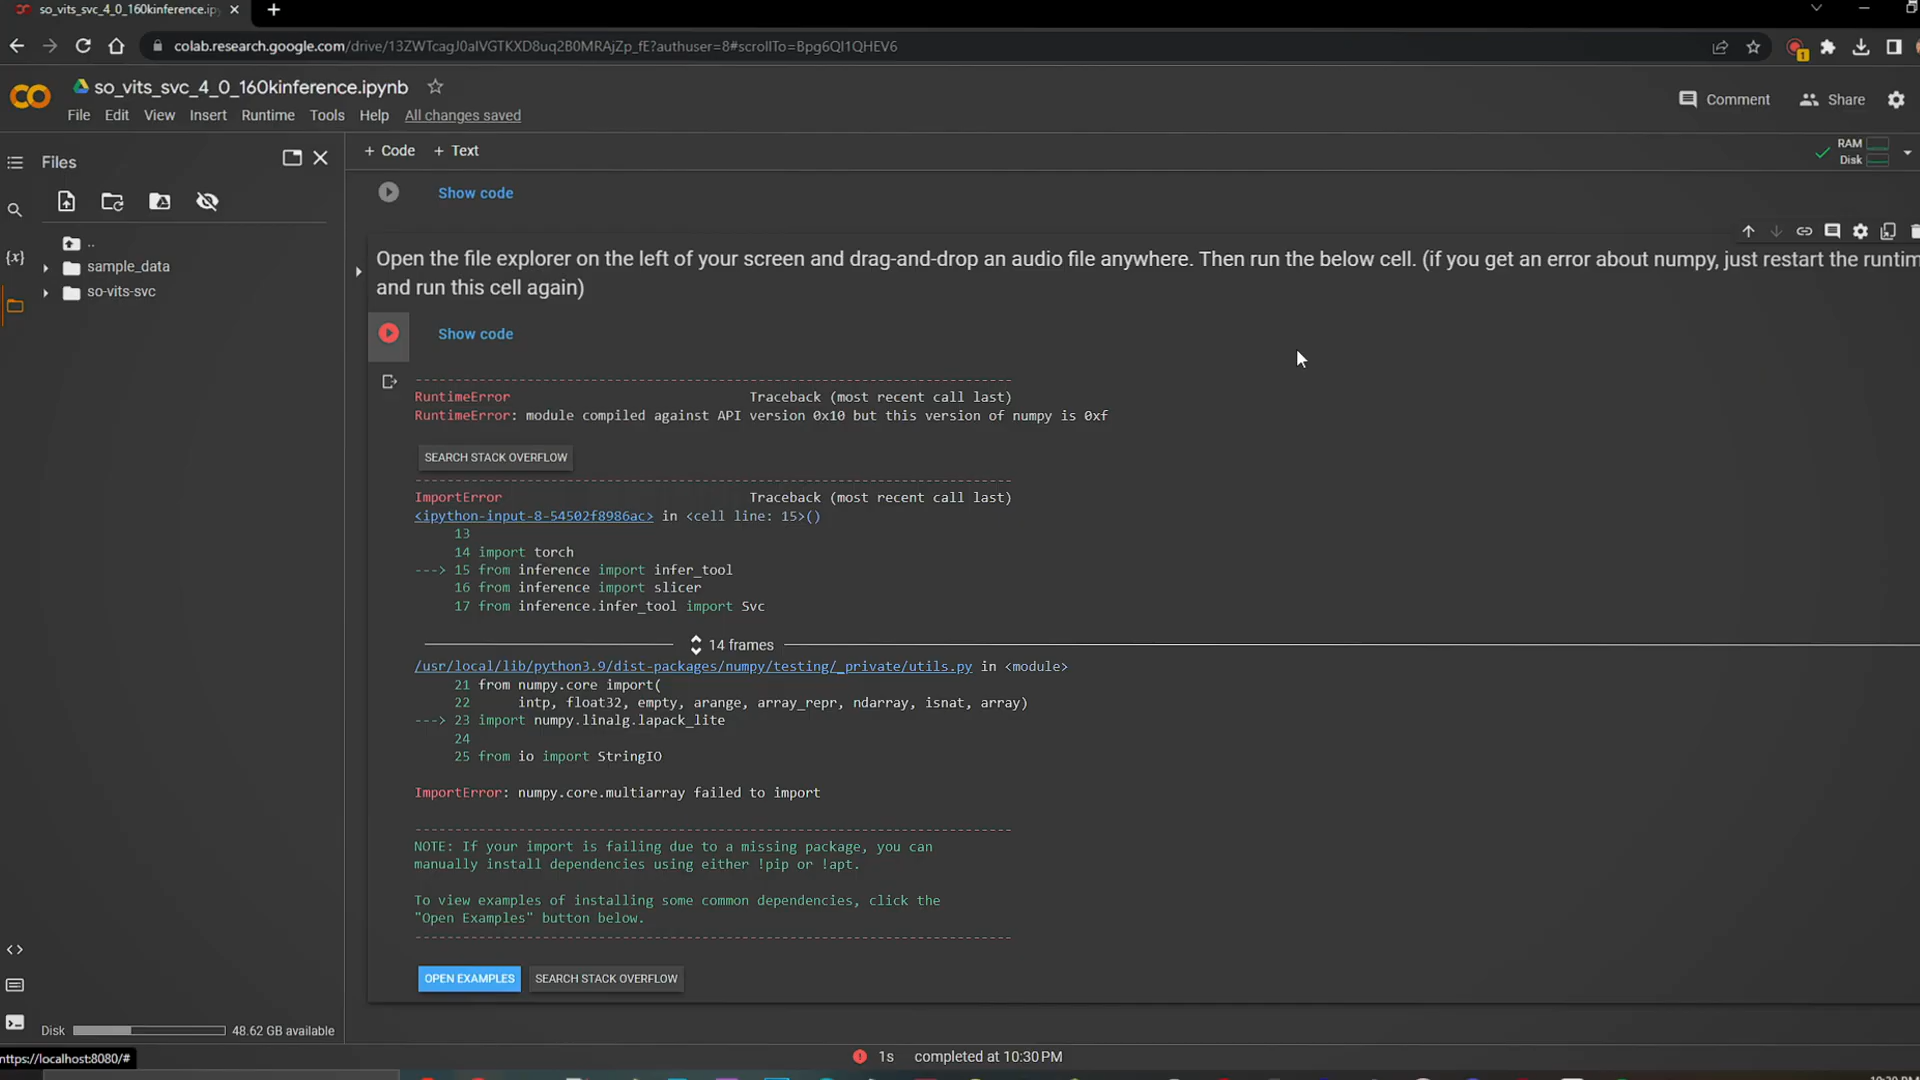 so_vits_svc_4_0_160kinference.ip
colab.research.google.com/drive/13ZWTcagJ0aIVGTKXD8uq2B0MRAjZp_fE?authuser=8#scrollTo=Bpg6QI1QHEV6
1
CO
so_vits_svc_4_0_160kinference.ipynb
File Edit View Insert Runtime Tools Help All changes saved
Comment Share
Files
+ Code + Text
RAM
Disk
Show code
..
sample_data
so-vits-svc
{x}
Open the file explorer on the left of your screen and drag-and-drop an audio file anywhere. Then run the below cell. (if you get an error about numpy, just restart the runtim
and run this cell again)
Show code
---------------------------------------------------------------------------
RuntimeError Traceback (most recent call last)
RuntimeError: module compiled against API version 0x10 but this version of numpy is 0xf
SEARCH STACK OVERFLOW
---------------------------------------------------------------------------
ImportError Traceback (most recent call last)
<ipython-input-8-54502f8986ac> in <cell line: 15>()
13
14 import torch
---> 15 from inference import infer_tool
16 from inference import slicer
17 from inference.infer_tool import Svc
14 frames
/usr/local/lib/python3.9/dist-packages/numpy/testing/_private/utils.py in <module>
21 from numpy.core import(
22 intp, float32, empty, arange, array_repr, ndarray, isnat, array)
---> 23 import numpy.linalg.lapack_lite
24
25 from io import StringIO
ImportError: numpy.core.multiarray failed to import
---------------------------------------------------------------------------
NOTE: If your import is failing due to a missing package, you can
manually install dependencies using either !pip or !apt.
To view examples of installing some common dependencies, click the
"Open Examples" button below.
---------------------------------------------------------------------------
OPEN EXAMPLES SEARCH STACK OVERFLOW
Disk 48.62 GB available
https://localhost:8080/#
1s completed at 10:30 PM